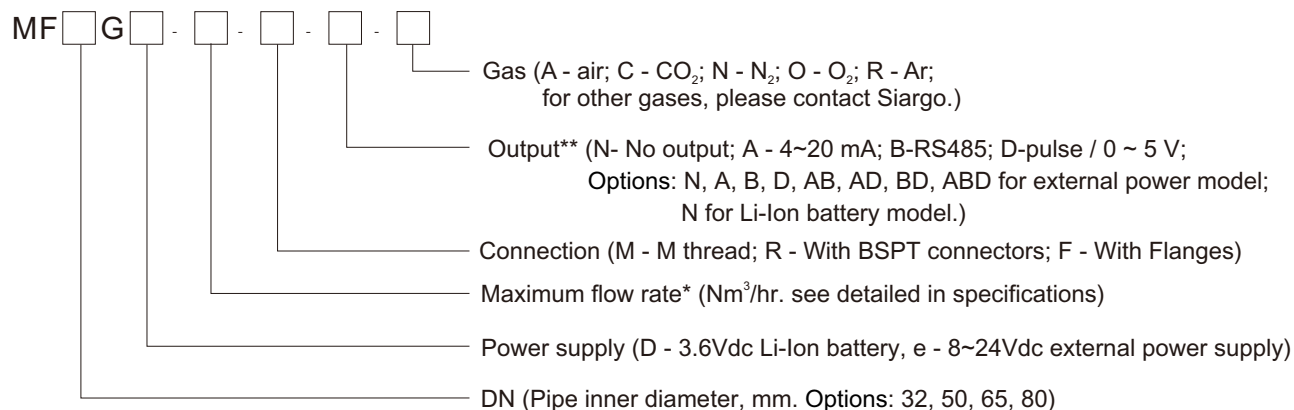 MF□G□ - □ - □ - □ - □
Gas (A - air; C - CO₂; N - N₂; O - O₂; R - Ar;
for other gases, please contact Siargo.)
Output** (N- No output; A - 4~20 mA; B-RS485; D-pulse / 0 ~ 5 V;
Options: N, A, B, D, AB, AD, BD, ABD for external power model;
N for Li-Ion battery model.)
Connection (M - M thread; R - With BSPT connectors; F - With Flanges)
Maximum flow rate* (Nm³/hr. see detailed in specifications)
Power supply (D - 3.6Vdc Li-Ion battery, e - 8~24Vdc external power supply)
DN (Pipe inner diameter, mm. Options: 32, 50, 65, 80)